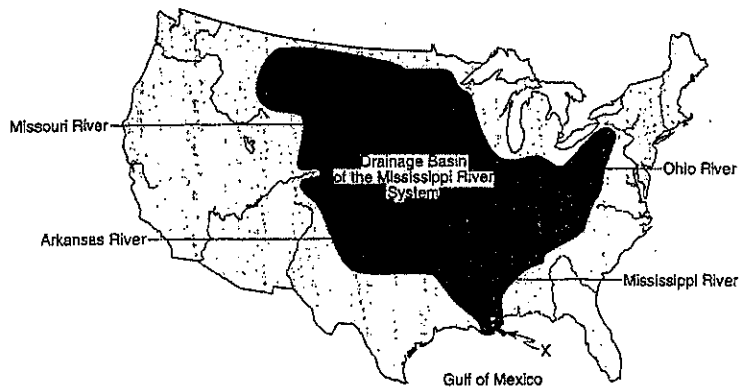 Missouri River
Drainage Basin
of the Mississippi River
System
Ohio River
Arkansas River
Mississippi River
X
Gulf of Mexico